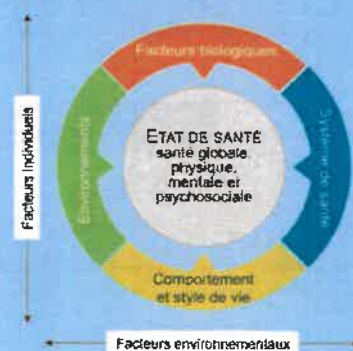 Facteurs biologiques
Facteurs individuels
Environnements
ETAT DE SANTÉ
santé globale,
physique,
mentale et
psychosociale
Système de santé
Comportement
et style de vie
Facteurs environnementaux